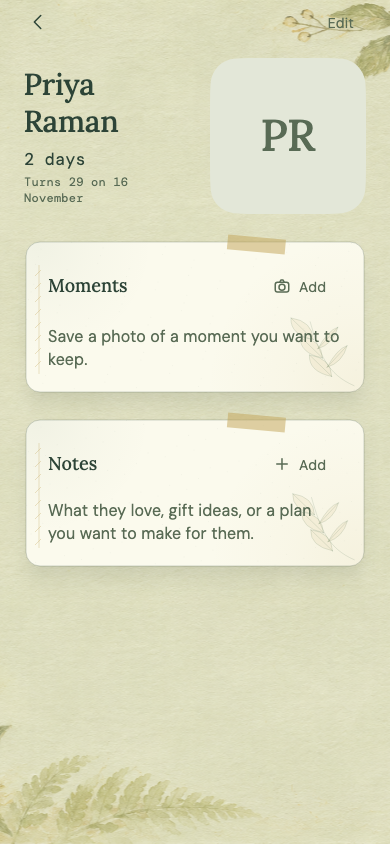 Edit
Priya
Raman
2 days
Turns 29 on 16
November
PR
Moments
Add
Save a photo of a moment you want to
keep.
Notes
Add
What they love, gift ideas, or a plan
you want to make for them.